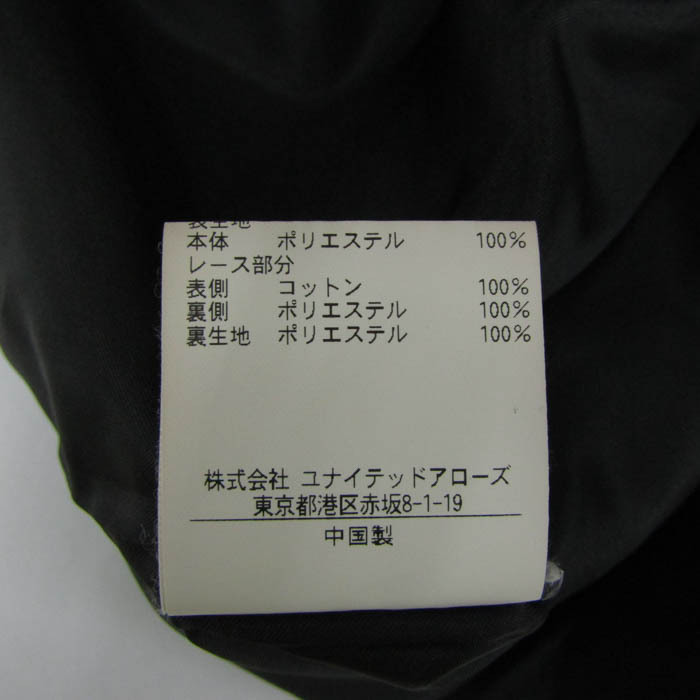 表生地
本体 ポリエステル 100%
レース部分
表側 コットン 100%
裏側 ポリエステル 100%
裏生地 ポリエステル 100%
株式会社 ユナイテッドアローズ
東京都港区赤坂8-1-19
中国製